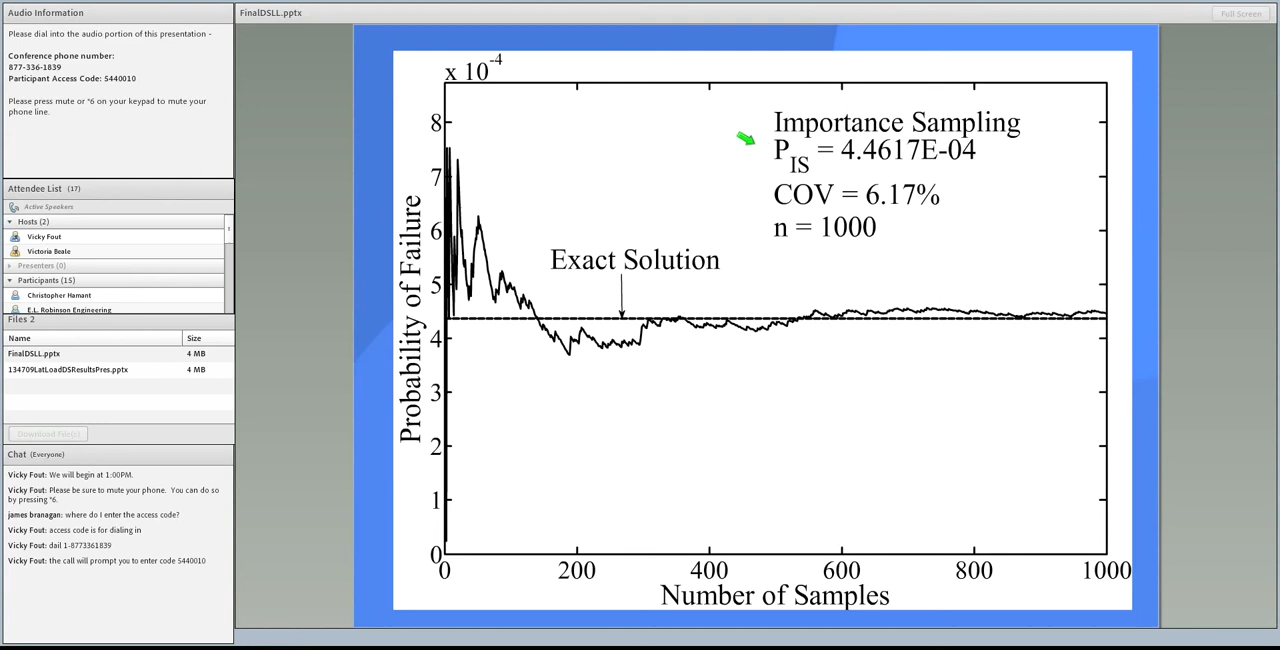 Audio Information
Please dial into the audio portion of this presentation -
Conference phone number:
877-336-1839
Participant Access Code: 5440010
Please press mute or *6 on your keypad to mute your
phone line.
Attendee List (17)
Active Speakers
Hosts (2)
Vicky Fout
Victoria Beale
Presenters (0)
Participants (15)
Christopher Hamant
E.L. Robinson Engineering
Files 2
Name Size
FinalDSLL.pptx 4 MB
134709LatLoadDSResultsPres.pptx 4 MB
Download File(s)
Chat (Everyone)
Vicky Fout: We will begin at 1:00PM.
Vicky Fout: Please be sure to mute your phone. You can do so
by pressing *6.
james branagan: where do I enter the access code?
Vicky Fout: access code is for dialing in
Vicky Fout: dail 1-8773361839
Vicky Fout: the call will prompt you to enter code 5440010
FinalDSLL.pptx
Full Screen
x 10-4
Importance Sampling
PIS = 4.4617E-04
COV = 6.17%
n = 1000
Exact Solution
Probability of Failure
8
7
6
5
4
3
2
1
0
0 200 400 600 800 1000
Number of Samples